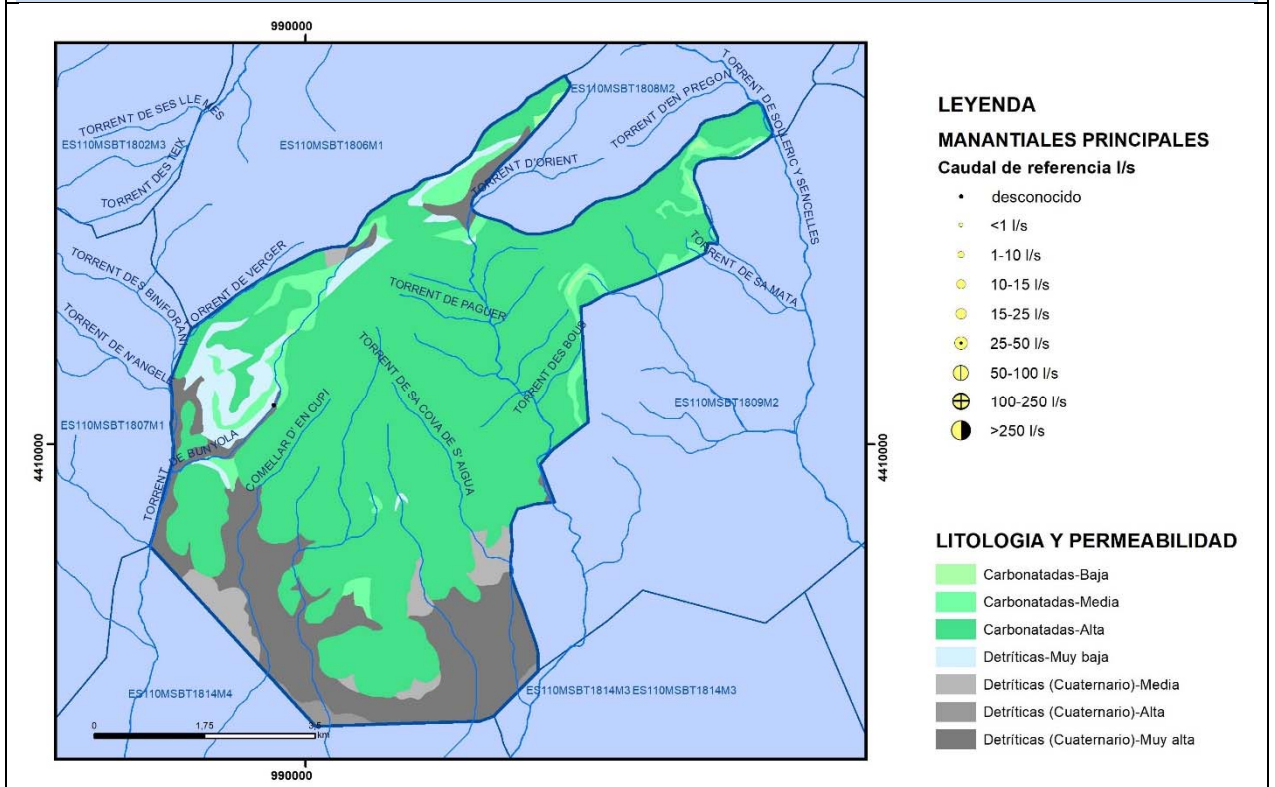 990000
TORRENT DE SES LLE MES
ES110MSBT1802M3
TORRENT DES TEIX
ES110MSBT1806M1
ES110MSBT1808M2
TORRENT D'EN PREGON
TORRENT DE SOLLERIC Y SENCELLES
TORRENT D'ORIENT
TORRENT DES BINIFORANI
TORRENT DE VERGER
TORRENT DE SA MATA
TORRENT DE N'ANGELE
TORRENT DE PAGUER
TORRENT DE SA COVA DE S' AIGUA
TORRENT DES BOUS
ES110MSBT1809M2
ES110MSBT1807M1
4410000
4410000
TORRENT DE BUNYOLA
COMELLAR D' EN CUPI
ES110MSBT1814M4
ES110MSBT1814M3 ES110MSBT1814M3
0 1,75 3,5
km
990000
LEYENDA
MANANTIALES PRINCIPALES
Caudal de referencia l/s
desconocido
<1 l/s
1-10 l/s
10-15 l/s
15-25 l/s
25-50 l/s
50-100 l/s
100-250 l/s
>250 l/s
LITOLOGIA Y PERMEABILIDAD
Carbonatadas-Baja
Carbonatadas-Media
Carbonatadas-Alta
Detríticas-Muy baja
Detríticas (Cuaternario)-Media
Detríticas (Cuaternario)-Alta
Detríticas (Cuaternario)-Muy alta